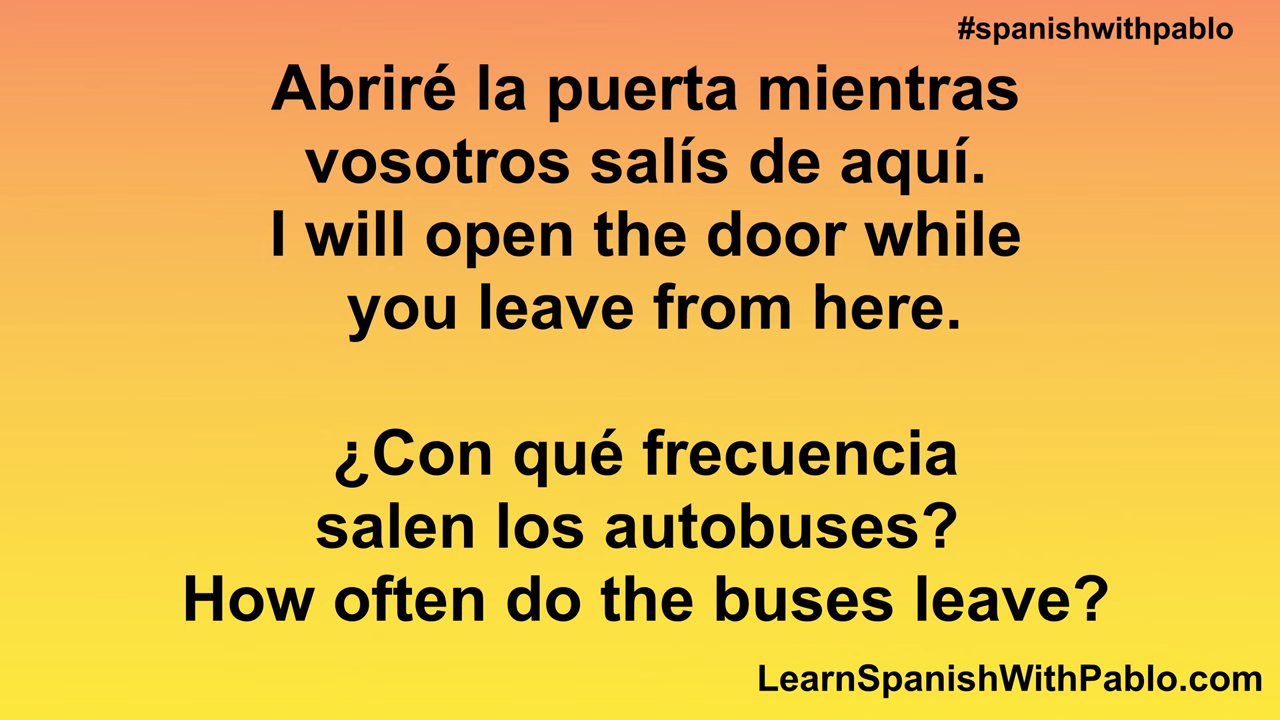 #spanishwithpablo
Abriré la puerta mientras
vosotros salís de aquí.
I will open the door while
you leave from here.
¿Con qué frecuencia
salen los autobuses?
How often do the buses leave?
LearnSpanishWithPablo.com